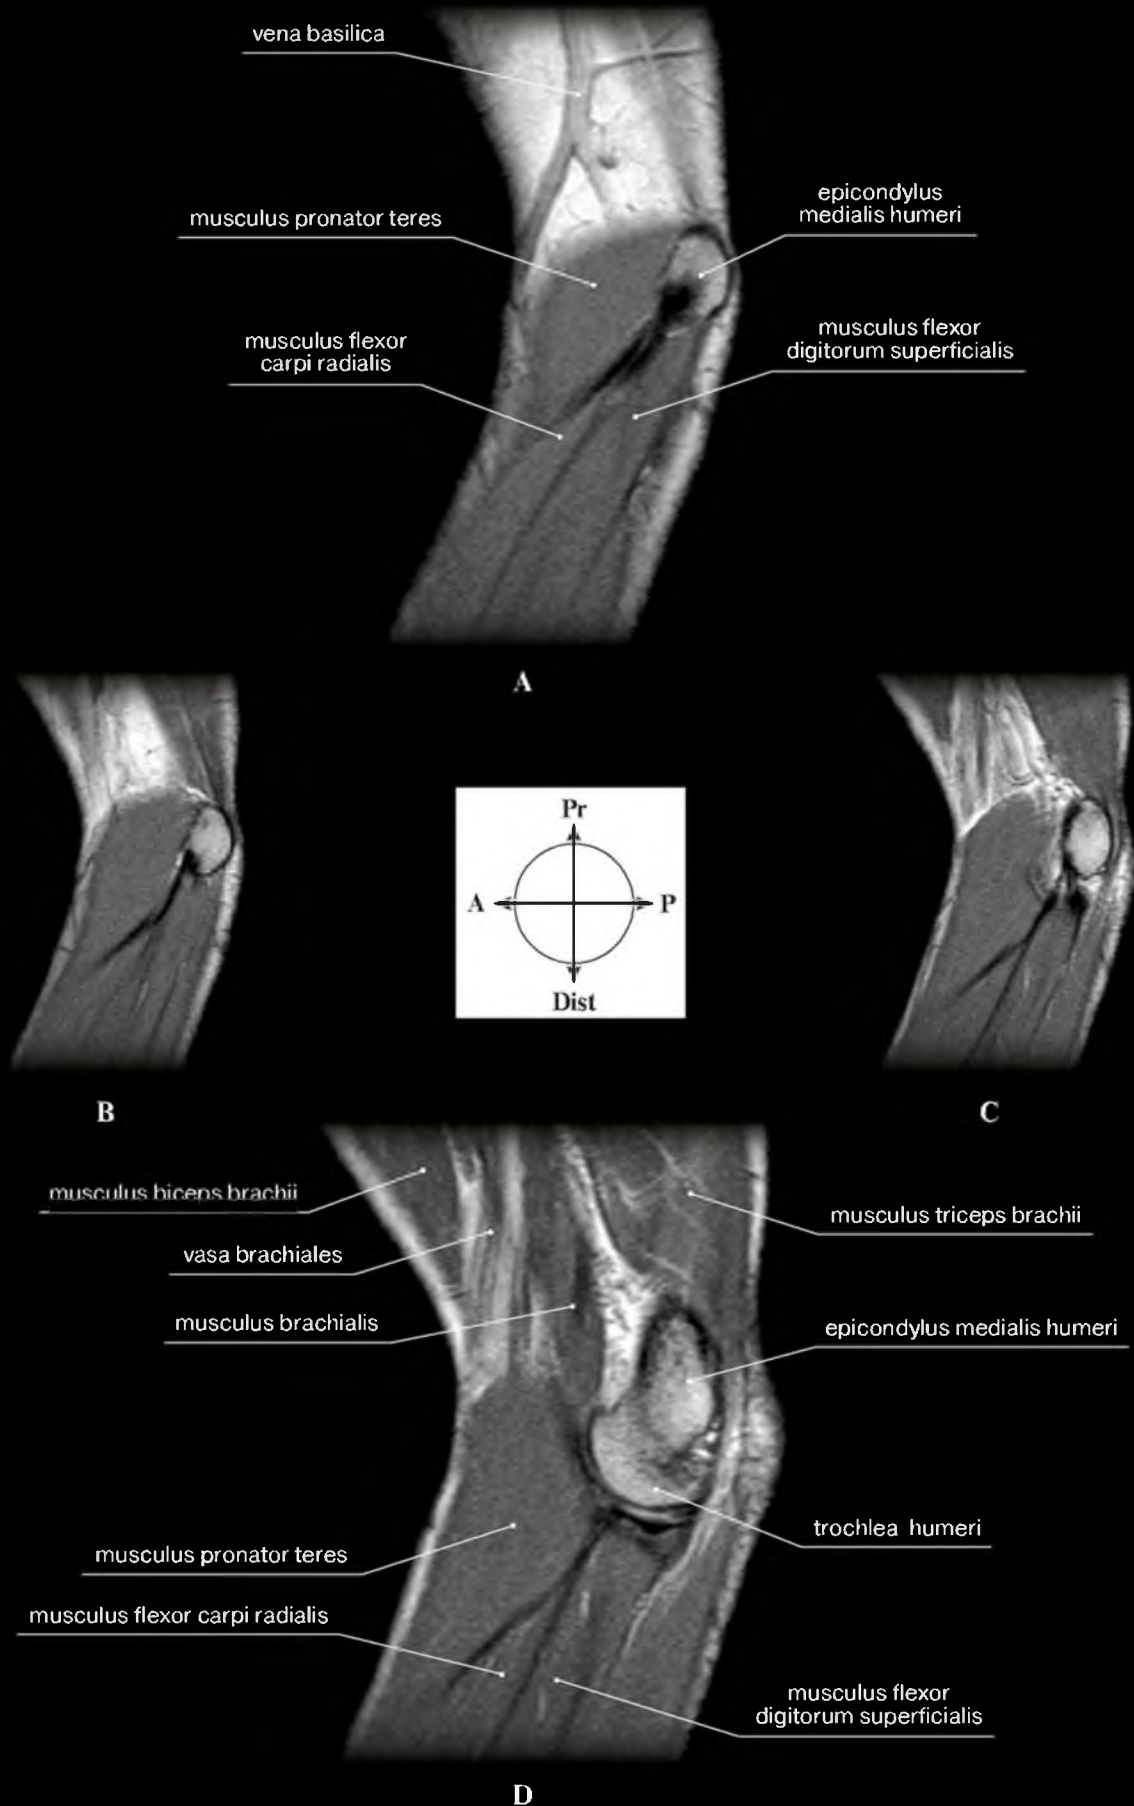 vena basilica
musculus pronator teres
epicondylus
medialis humeri
musculus flexor
carpi radialis
musculus flexor
digitorum superficialis
A
Pr
A
P
Dist
B
C
musculus biceps brachii
vasa brachiales
musculus brachialis
musculus triceps brachii
epicondylus medialis humeri
trochlea humeri
musculus pronator teres
musculus flexor carpi radialis
musculus flexor
digitorum superficialis
D